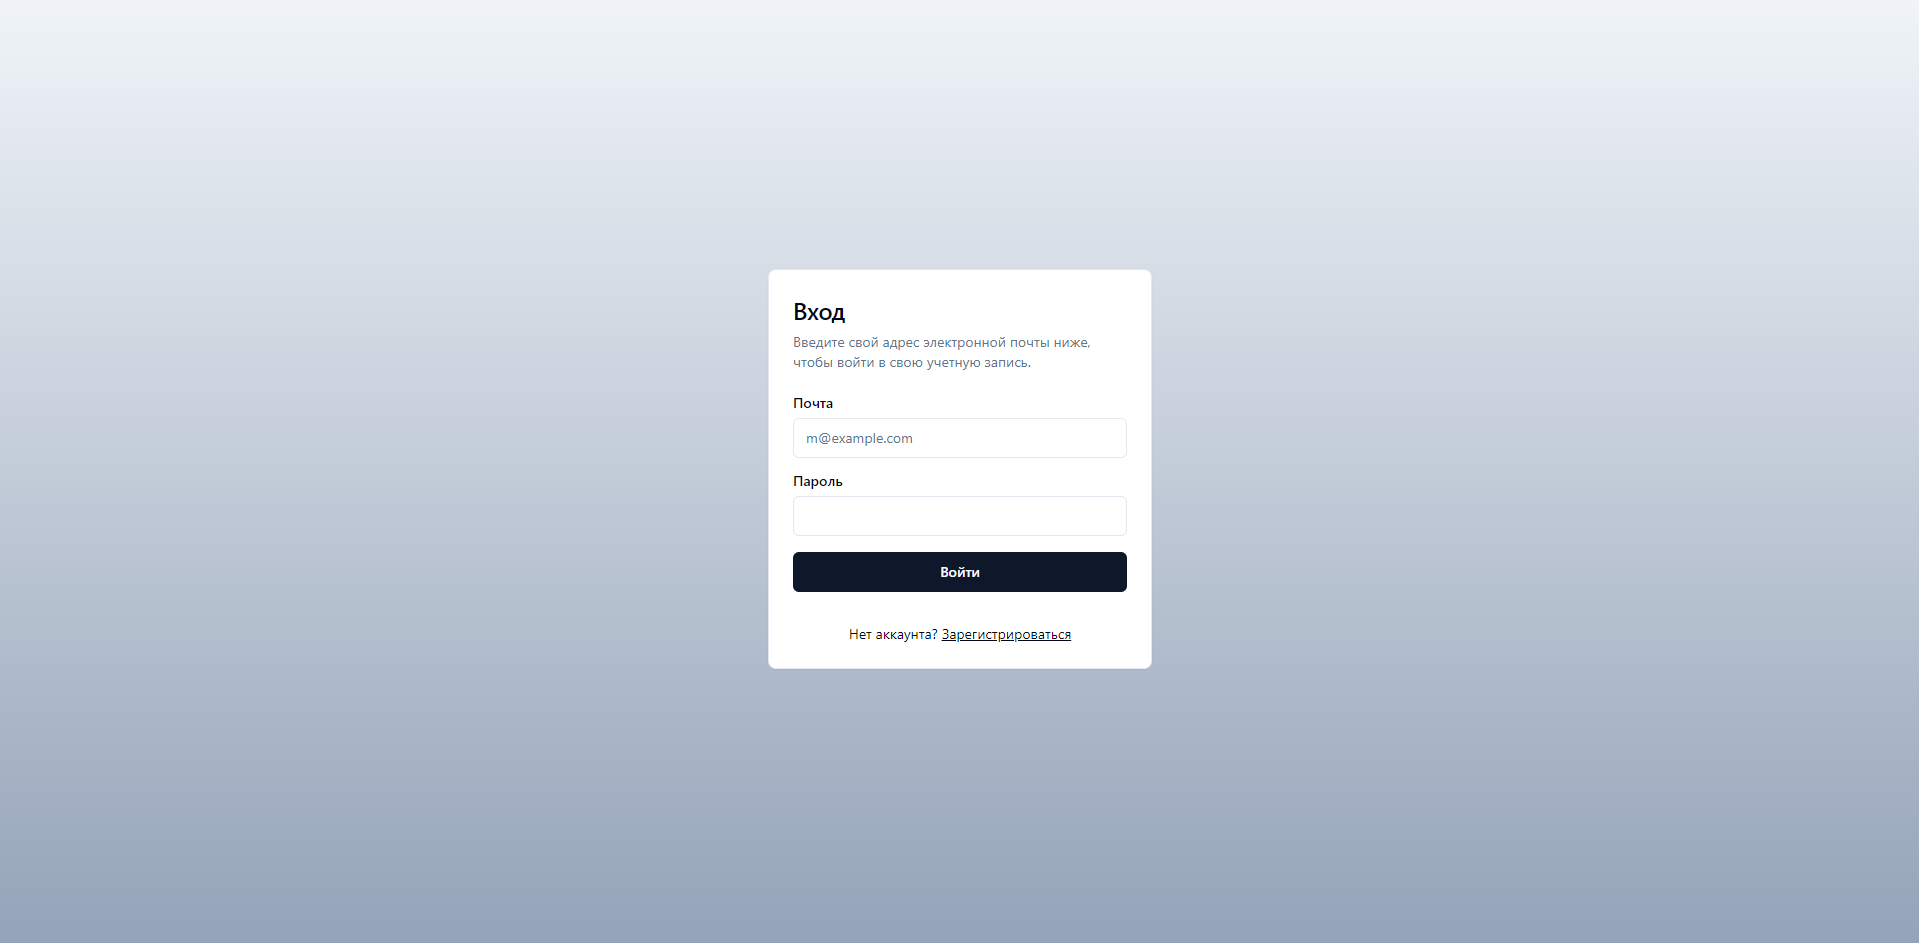 Вход
Введите свой адрес электронной почты ниже,
чтобы войти в свою учетную запись.
Почта
m@example.com
Пароль
Войти
Нет аккаунта? Зарегистрироваться